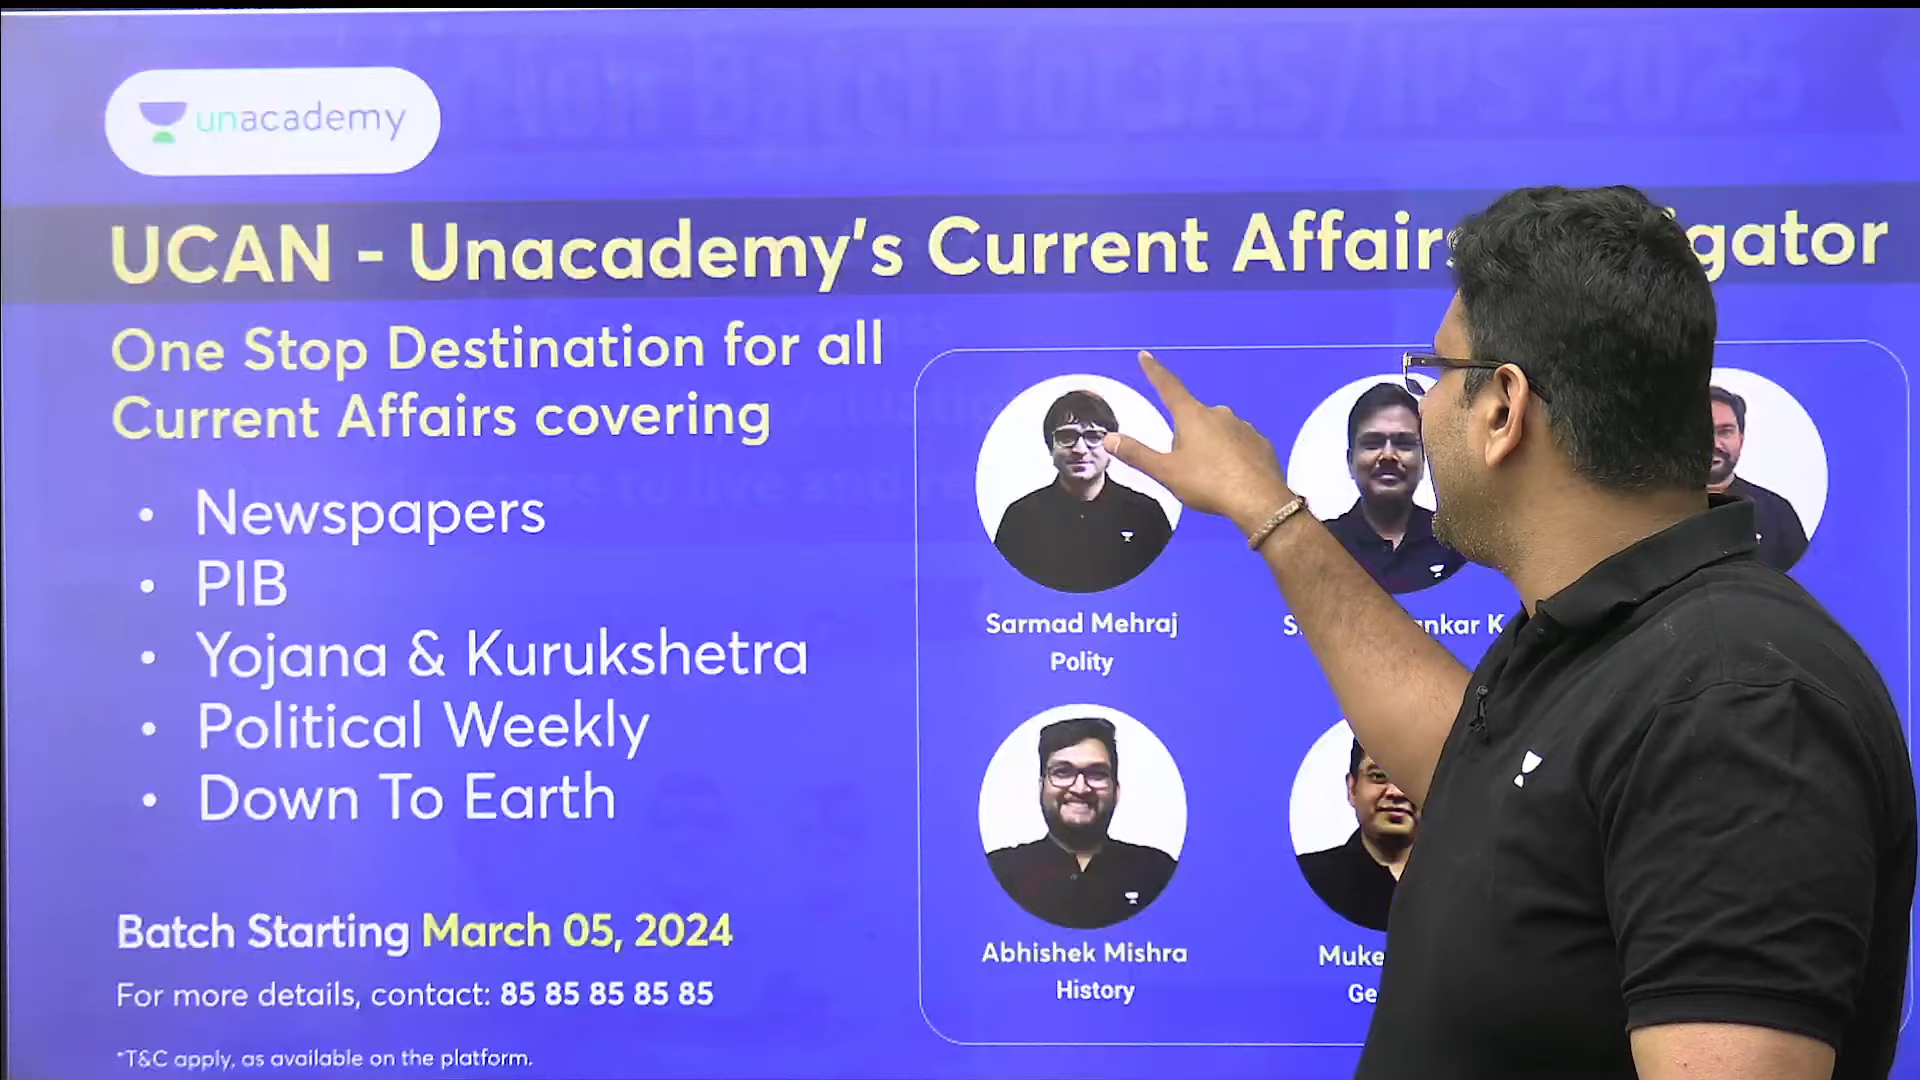 unacademy
UCAN - Unacademy's Current Affairs gator
One Stop Destination for all
Current Affairs covering
• Newspapers
• PIB
• Yojana & Kurukshetra
• Political Weekly
• Down To Earth
Batch Starting March 05, 2024
For more details, contact: 85 85 85 85 85
*T&C apply, as available on the platform.
Sarmad Mehraj
Polity
nkar K
Abhishek Mishra
History
Muke
Ge